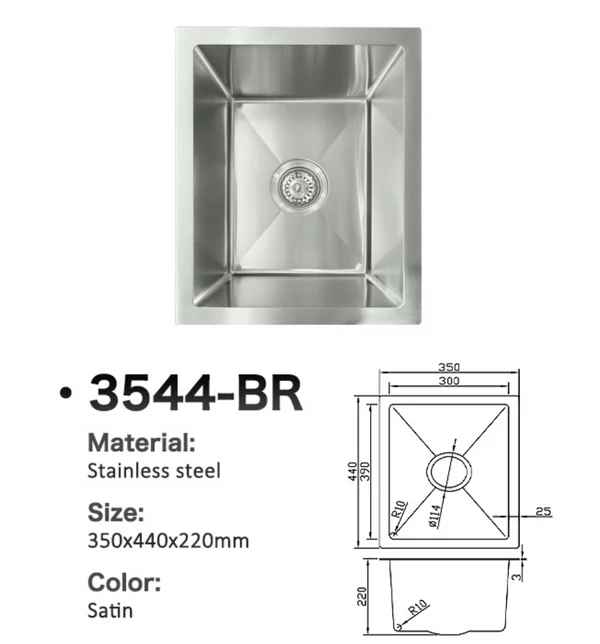 • 3544-BR
Material:
Stainless steel
Size:
350x440x220mm
Color:
Satin
350
300
440
390
R10
ø114
25
3
220
R10